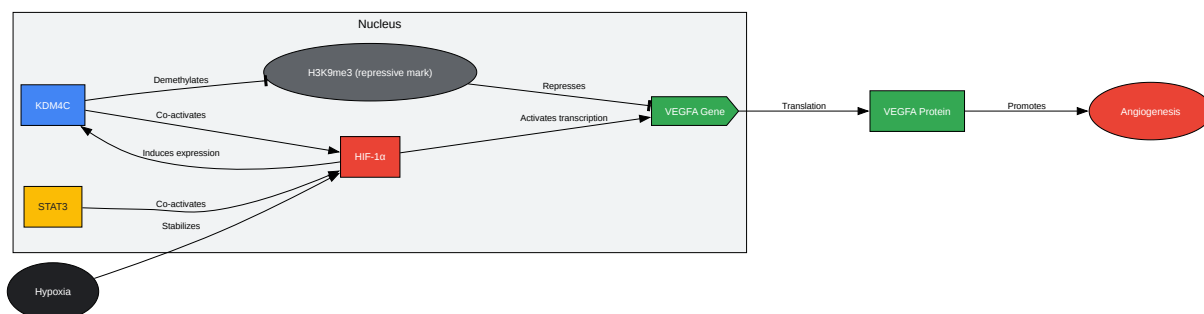 Nucleus
H3K9me3 (repressive mark)
Demethylates
Represses
KDM4C
VEGFA Gene
Translation
VEGFA Protein
Promotes
Angiogenesis
Co-activates
Activates transcription
Induces expression
HIF-1α
STAT3
Co-activates
Stabilizes
Hypoxia